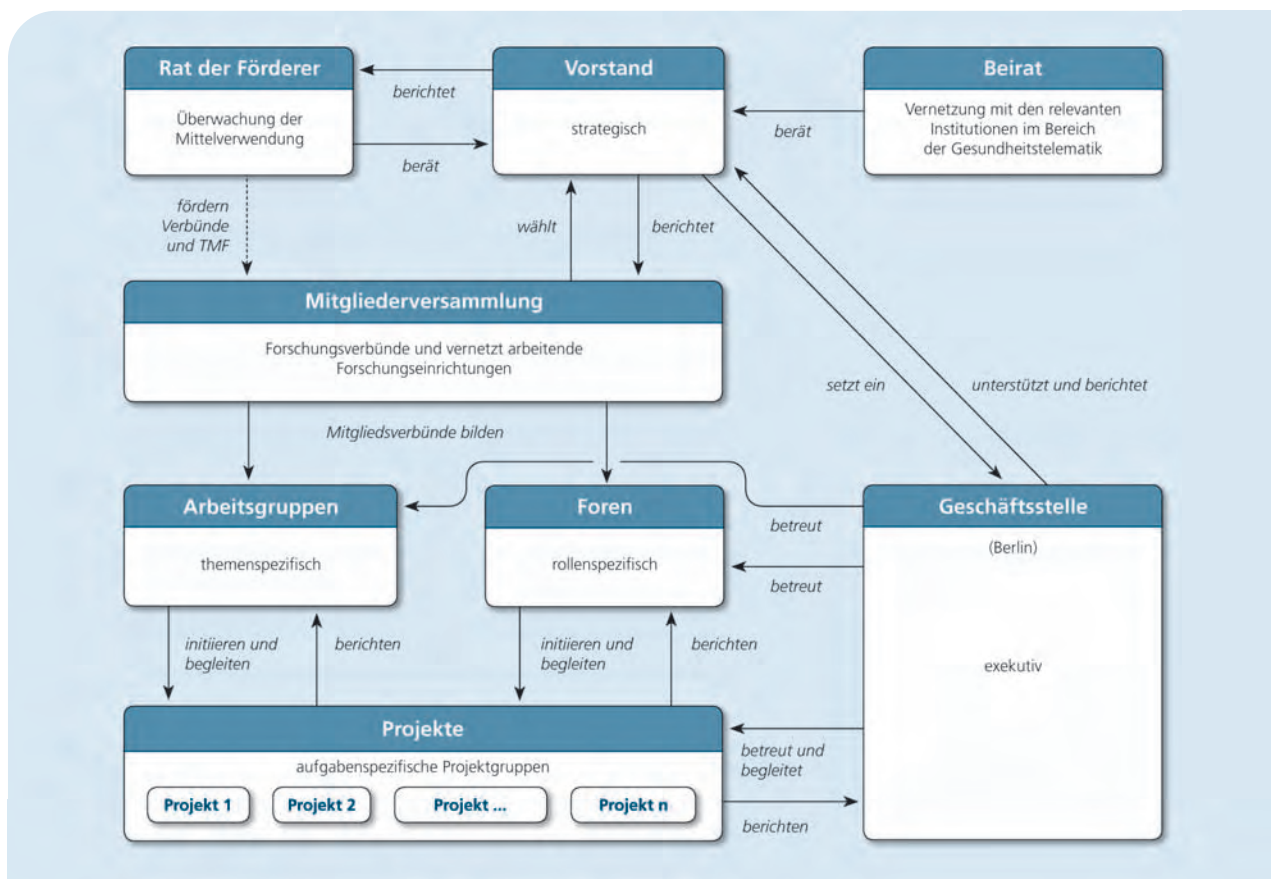 Rat der Förderer
Überwachung der
Mittelverwendung
berichtet
berät
Vorstand
strategisch
berät
Beirat
Vernetzung mit den relevanten
Institutionen im Bereich
der Gesundheitstelematik
fördern
Verbünde
und TMF
wählt
berichtet
Mitgliederversammlung
Forschungsverbünde und vernetzt arbeitende
Forschungseinrichtungen
setzt ein
unterstützt und berichtet
Mitgliedsverbünde bilden
Arbeitsgruppen
themenspezifisch
Foren
rollenspezifisch
betreut
betreut
Geschäftsstelle
(Berlin)
exekutiv
initiieren und
begleiten
berichten
initiieren und
begleiten
berichten
Projekte
aufgabenspezifische Projektgruppen
Projekt 1
Projekt 2
Projekt ...
Projekt n
betreut und
begleitet
berichten